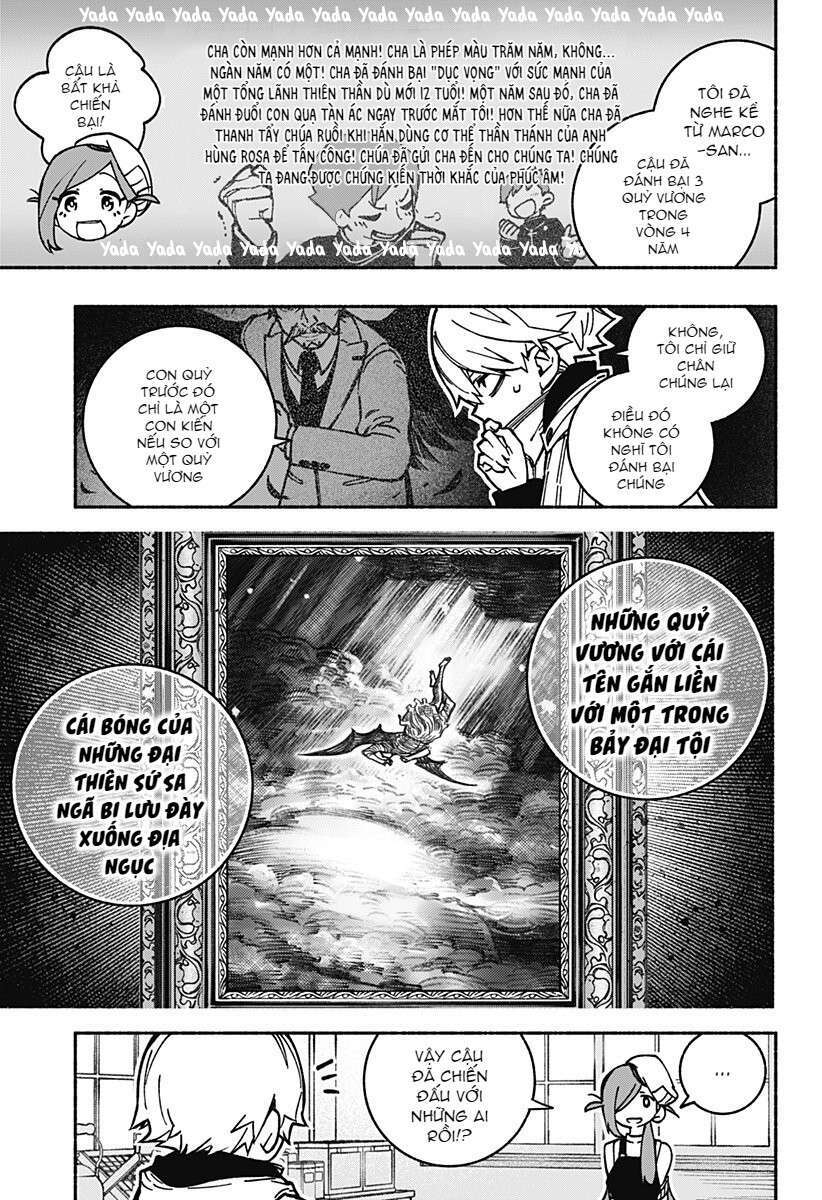 Yada Yada Yada Yada Yada Yada Yada Yada Yada Yada Yada Yada
TÔI ĐÃ
NGHE KỂ
TỪ MARCO
-SAN...
CẬU ĐÃ
ĐÁNH BẠI 3
QUỶ VƯƠNG
TRONG
VÒNG 4
NĂM
CHA CÒN MẠNH HƠN CẢ MẠNH! CHA LÀ PHÉP MÀU TRĂM NĂM, KHÔNG...
NGÀN NĂM CÓ MỘT! CHA ĐÃ ĐÁNH BẠI "DỤC VỌNG" VỚI SỨC MẠNH CỦA
MỘT TỔNG LÃNH THIÊN THẦN DÙ MỚI 12 TUỔI! MỘT NĂM SAU ĐÓ, CHA ĐÃ
ĐÁNH ĐUỔI CON QUẠ TÀN ÁC NGAY TRƯỚC MẮT TÔI! HƠN THẾ NỮA CHA ĐÃ
THANH TẨY CHÚA RUỒI KHI HẮN DÙNG CƠ THỂ THẦN THÁNH CỦA ANH
HÙNG ROSA ĐỂ TẤN CÔNG! CHÚA ĐÃ GỬI CHA ĐẾN CHO CHÚNG TA! CHÚNG
TA ĐANG ĐƯỢC CHỨNG KIẾN THỜI KHẮC CỦA PHÚC ÂM!
CẬU LÀ
BẤT KHẢ
CHIẾN
BẠI!
Yada Yada Yada Yada Yada Yada Yada Yada Yada Yada Ya
KHÔNG,
TÔI CHỈ GIỮ
CHÂN
CHÚNG LẠI
ĐIỀU ĐÓ
KHÔNG CÓ
NGHĨ TÔI
ĐÁNH BẠI
CHÚNG
CON QUỶ
TRƯỚC ĐÓ
CHỈ LÀ MỘT
CON KIẾN
NẾU SO VỚI
MỘT QUỶ
VƯƠNG
NHỮNG QUỶ
VƯƠNG VỚI CÁI
TÊN GẮN LIỀN
VỚI MỘT TRONG
BẢY ĐẠI TỘI
CÁI BÓNG CỦA
NHỮNG ĐẠI
THIÊN SỨ SA
NGÃ BI LƯU ĐÀY
XUỐNG ĐỊA
NGỤC
...
VẬY CẬU
ĐÃ CHIẾN
ĐẤU VỚI
NHỮNG AI
RỒI!?